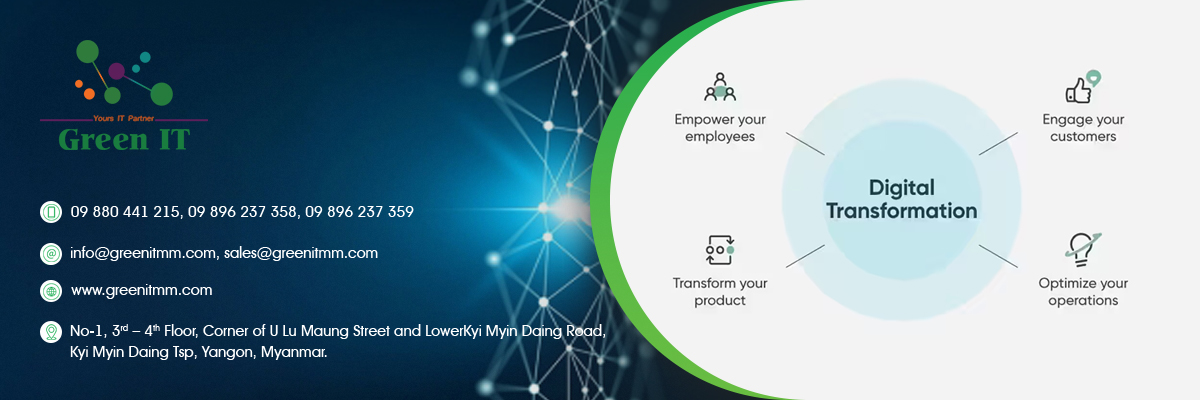 Yours IT Partner
Green IT
09 880 441 215, 09 896 237 358, 09 896 237 359
info@greenitmm.com, sales@greenitmm.com
www.greenitmm.com
No-1, 3rd – 4th Floor, Corner of U Lu Maung Street and LowerKyi Myin Daing Road,
Kyi Myin Daing Tsp, Yangon, Myanmar.
Empower your
employees
Engage your
customers
Digital
Transformation
Transform your
product
Optimize your
operations